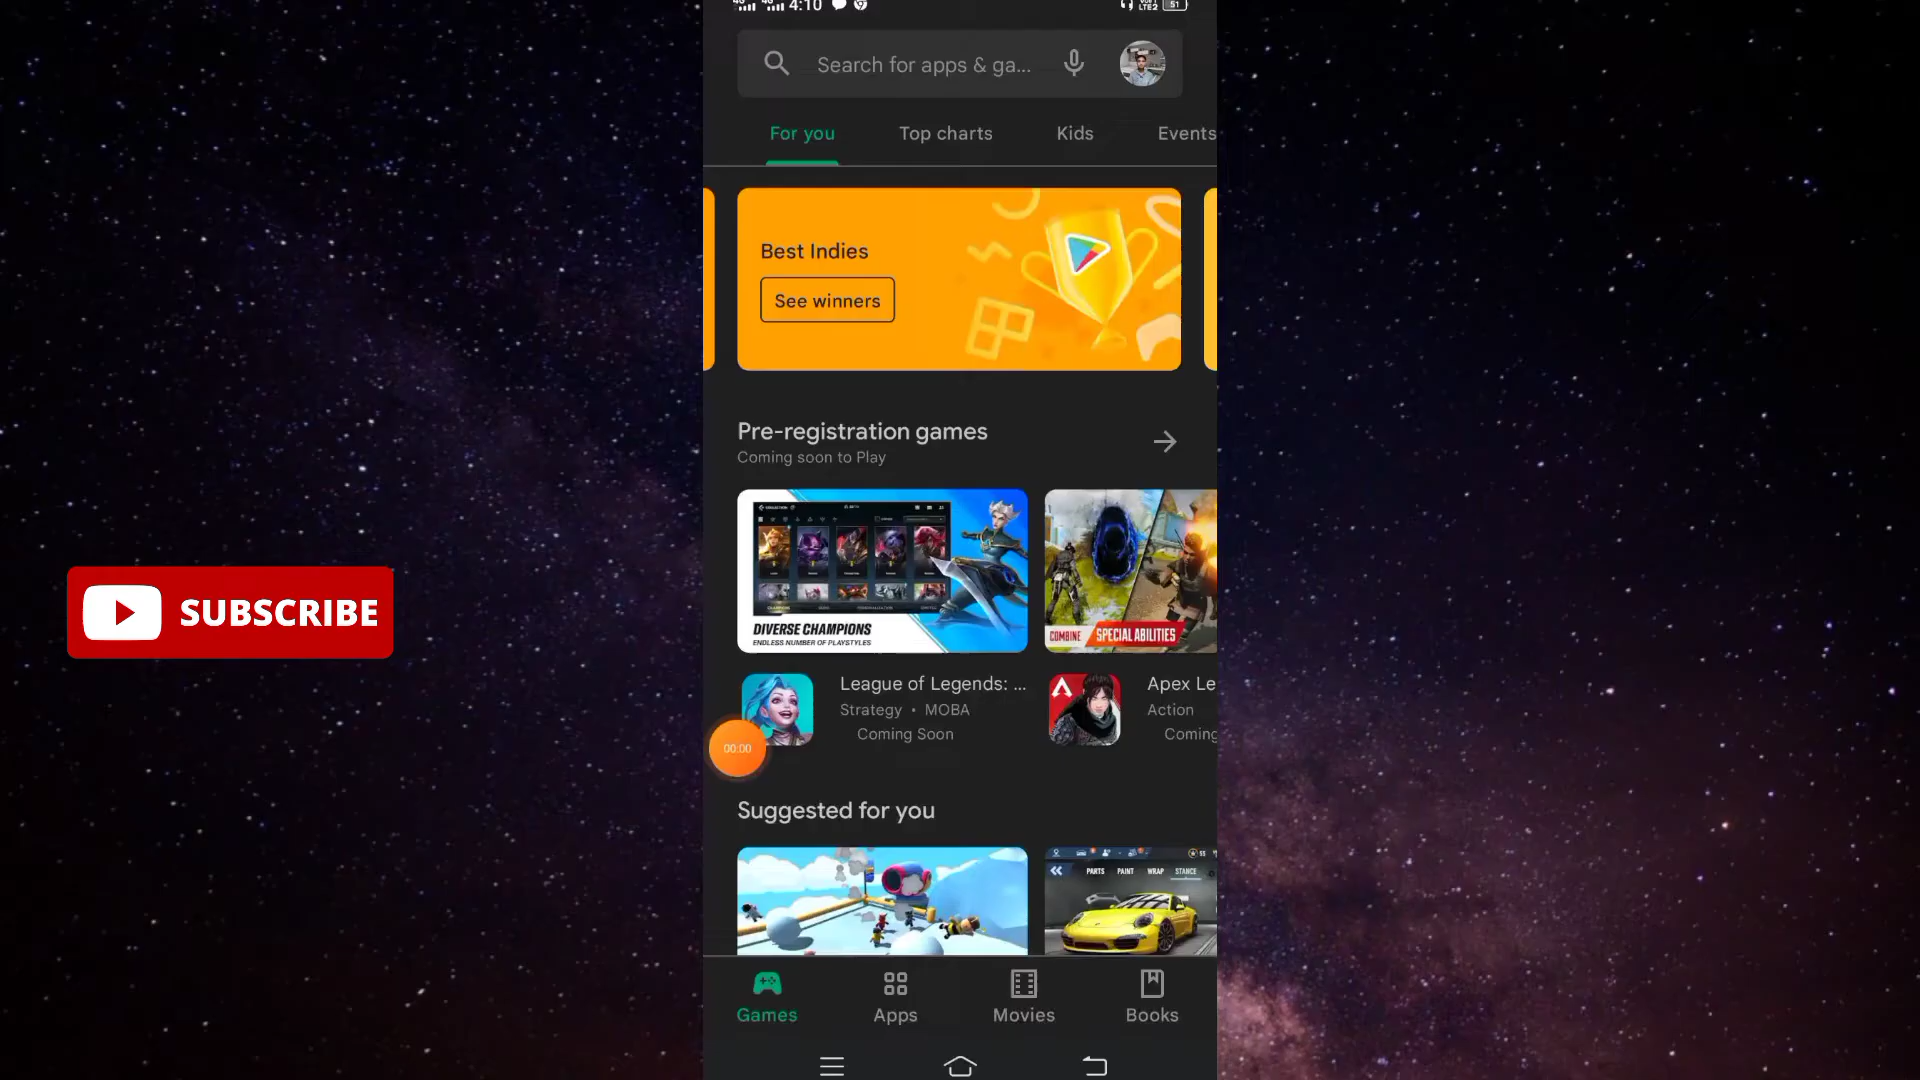 4:10
51
Search for apps & ga...
For you
Top charts
Kids
Events
Best Indies
See winners
Pre-registration games
Coming soon to Play
DIVERSE CHAMPIONS
ENDLESS NUMBER OF PLAYSTYLES
COMBINE SPECIAL ABILITIES
League of Legends: ...
Strategy • MOBA
Coming Soon
Apex Le
Action
Coming
00:00
SUBSCRIBE
Suggested for you
PARTS PAINT WRAP STANCE
Games
Apps
Movies
Books